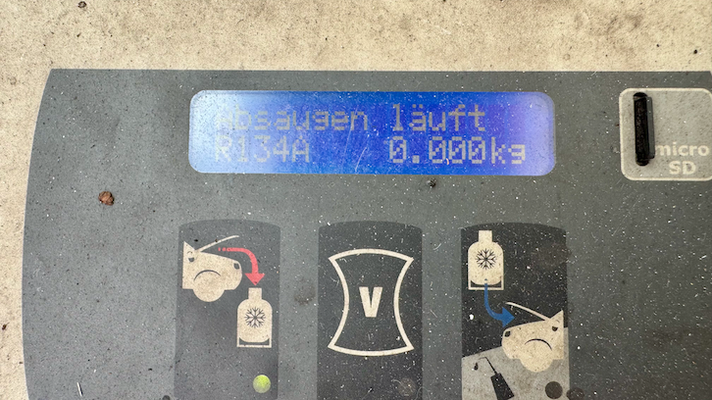 Absaugen läuft
R134A 0.000kg
micro
SD
V